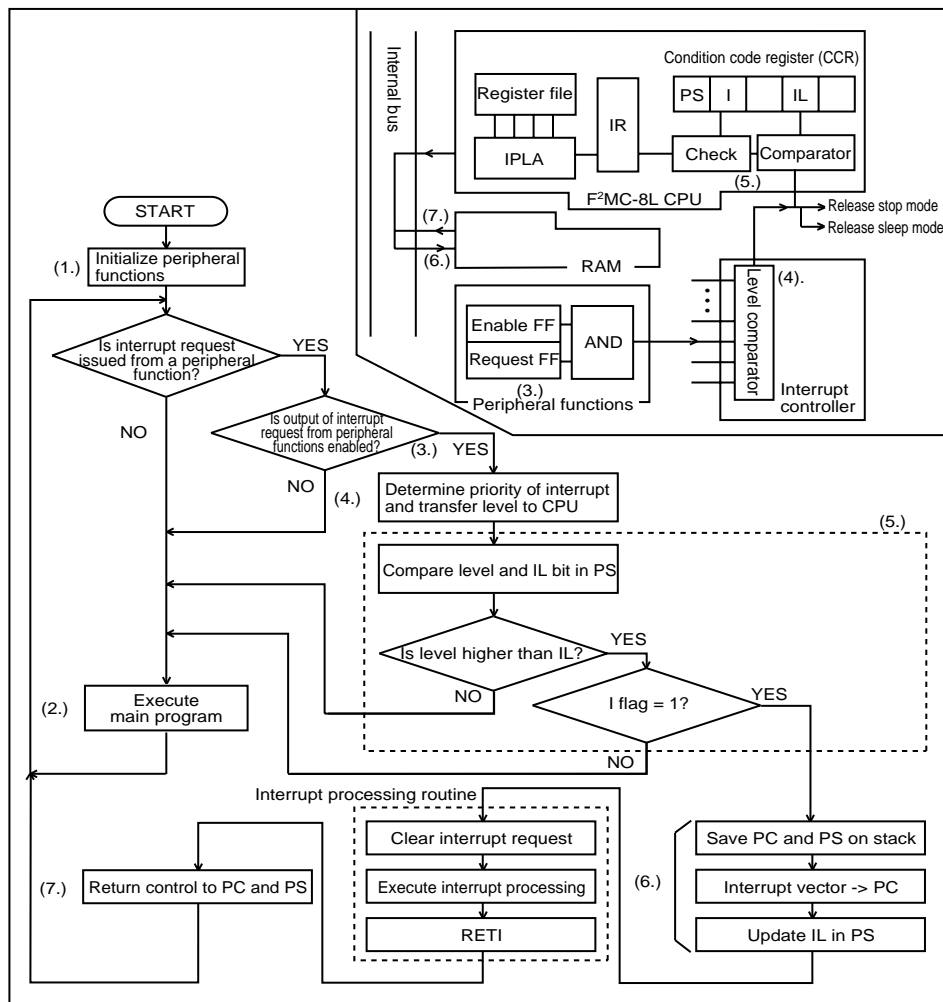 Internal bus
Condition code register (CCR)
PS
I
IL
Register file
IR
IPLA
Check
Comparator
(5.)
F²MC-8L CPU
Release stop mode
Release sleep mode
(7.)
(6.)
RAM
Enable FF
Request FF
AND
(3.)
Peripheral functions
Level comparator
(4).
Interrupt
controller
START
(1.)
Initialize peripheral
functions
Is interrupt request
issued from a peripheral
function?
YES
NO
Is output of interrupt
request from peripheral
functions enabled?
(3.)
YES
NO
(4.)
Determine priority of interrupt
and transfer level to CPU
(5.)
Compare level and IL bit in PS
Is level higher than IL?
YES
NO
I flag = 1?
YES
NO
(2.)
Execute
main program
Interrupt processing routine
Clear interrupt request
Execute interrupt processing
RETI
Save PC and PS on stack
Interrupt vector -> PC
Update IL in PS
(6.)
(7.)
Return control to PC and PS